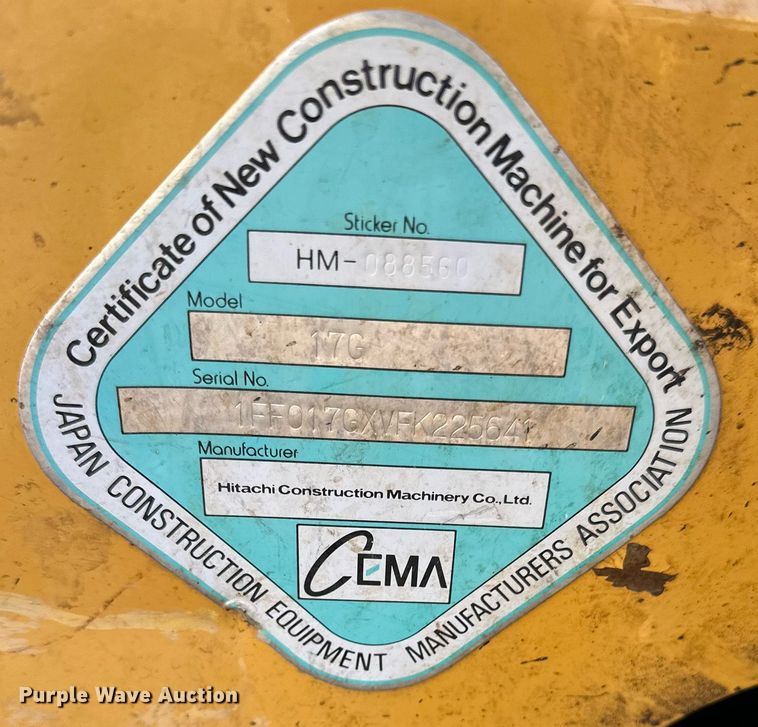 Certificate of New Construction Machine for Export
Sticker No.
HM-088560
Model
17G
Serial No.
1FF017GXVFK225641
Manufacturer
Hitachi Construction Machinery Co.,Ltd.
CEMA
JAPAN CONSTRUCTION EQUIPMENT MANUFACTURERS ASSOCIATION
Purple Wave Auction